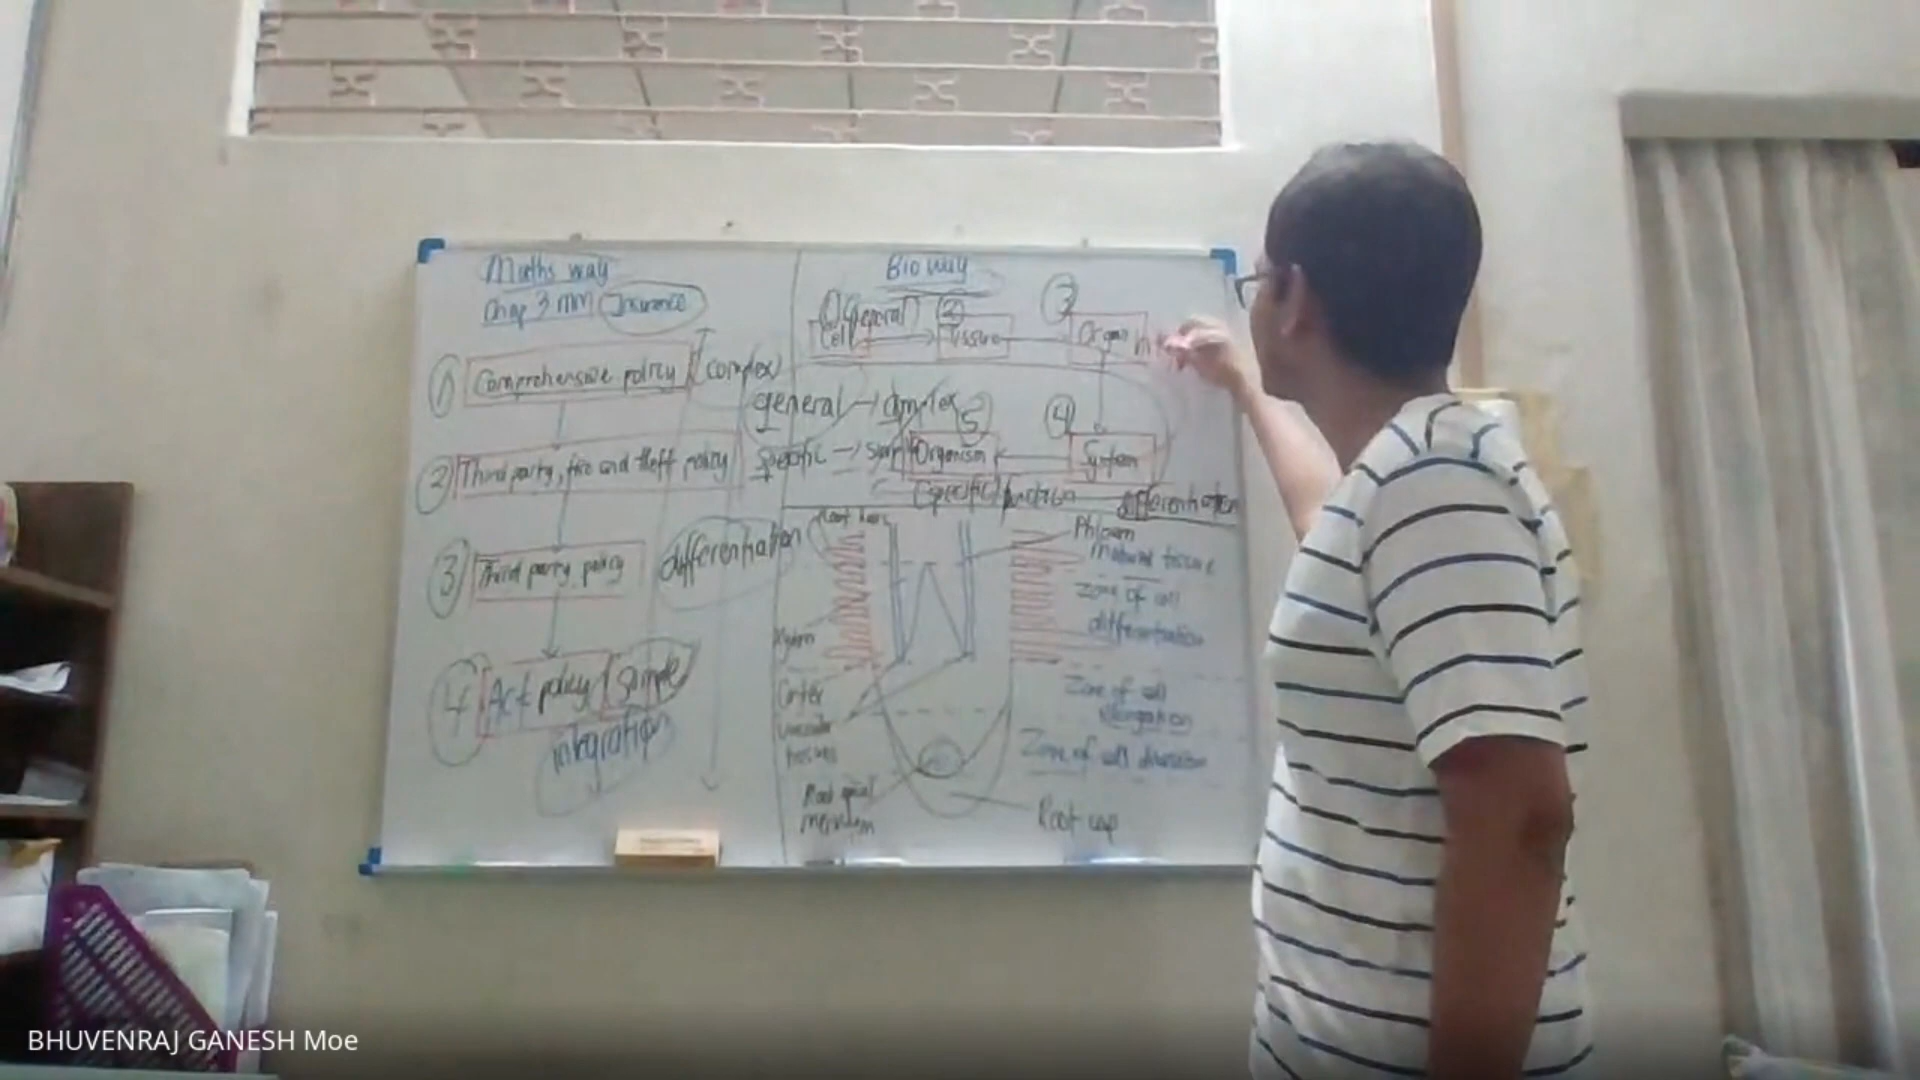 Maths way
Chap 3 MM Insurance
1 Comprehensive policy (complex)
2 Third party, fire and theft policy
3 Third party policy
differentiation
4 Act policy (Simple
integration
Bio way
1 (General) 2 3
Cell Tissue Organ
general → complex 5 4
Specific → Organism System
(specific) function differentiation
Root hair
Phloem
Mature tissue
Zone of cell
differentiation
Xylem
Zone of cell
elongation
Cortex
Vascular
tissues
Zone of cell division
Root apical
meristem
Root cap
BHUVENRAJ GANESH Moe